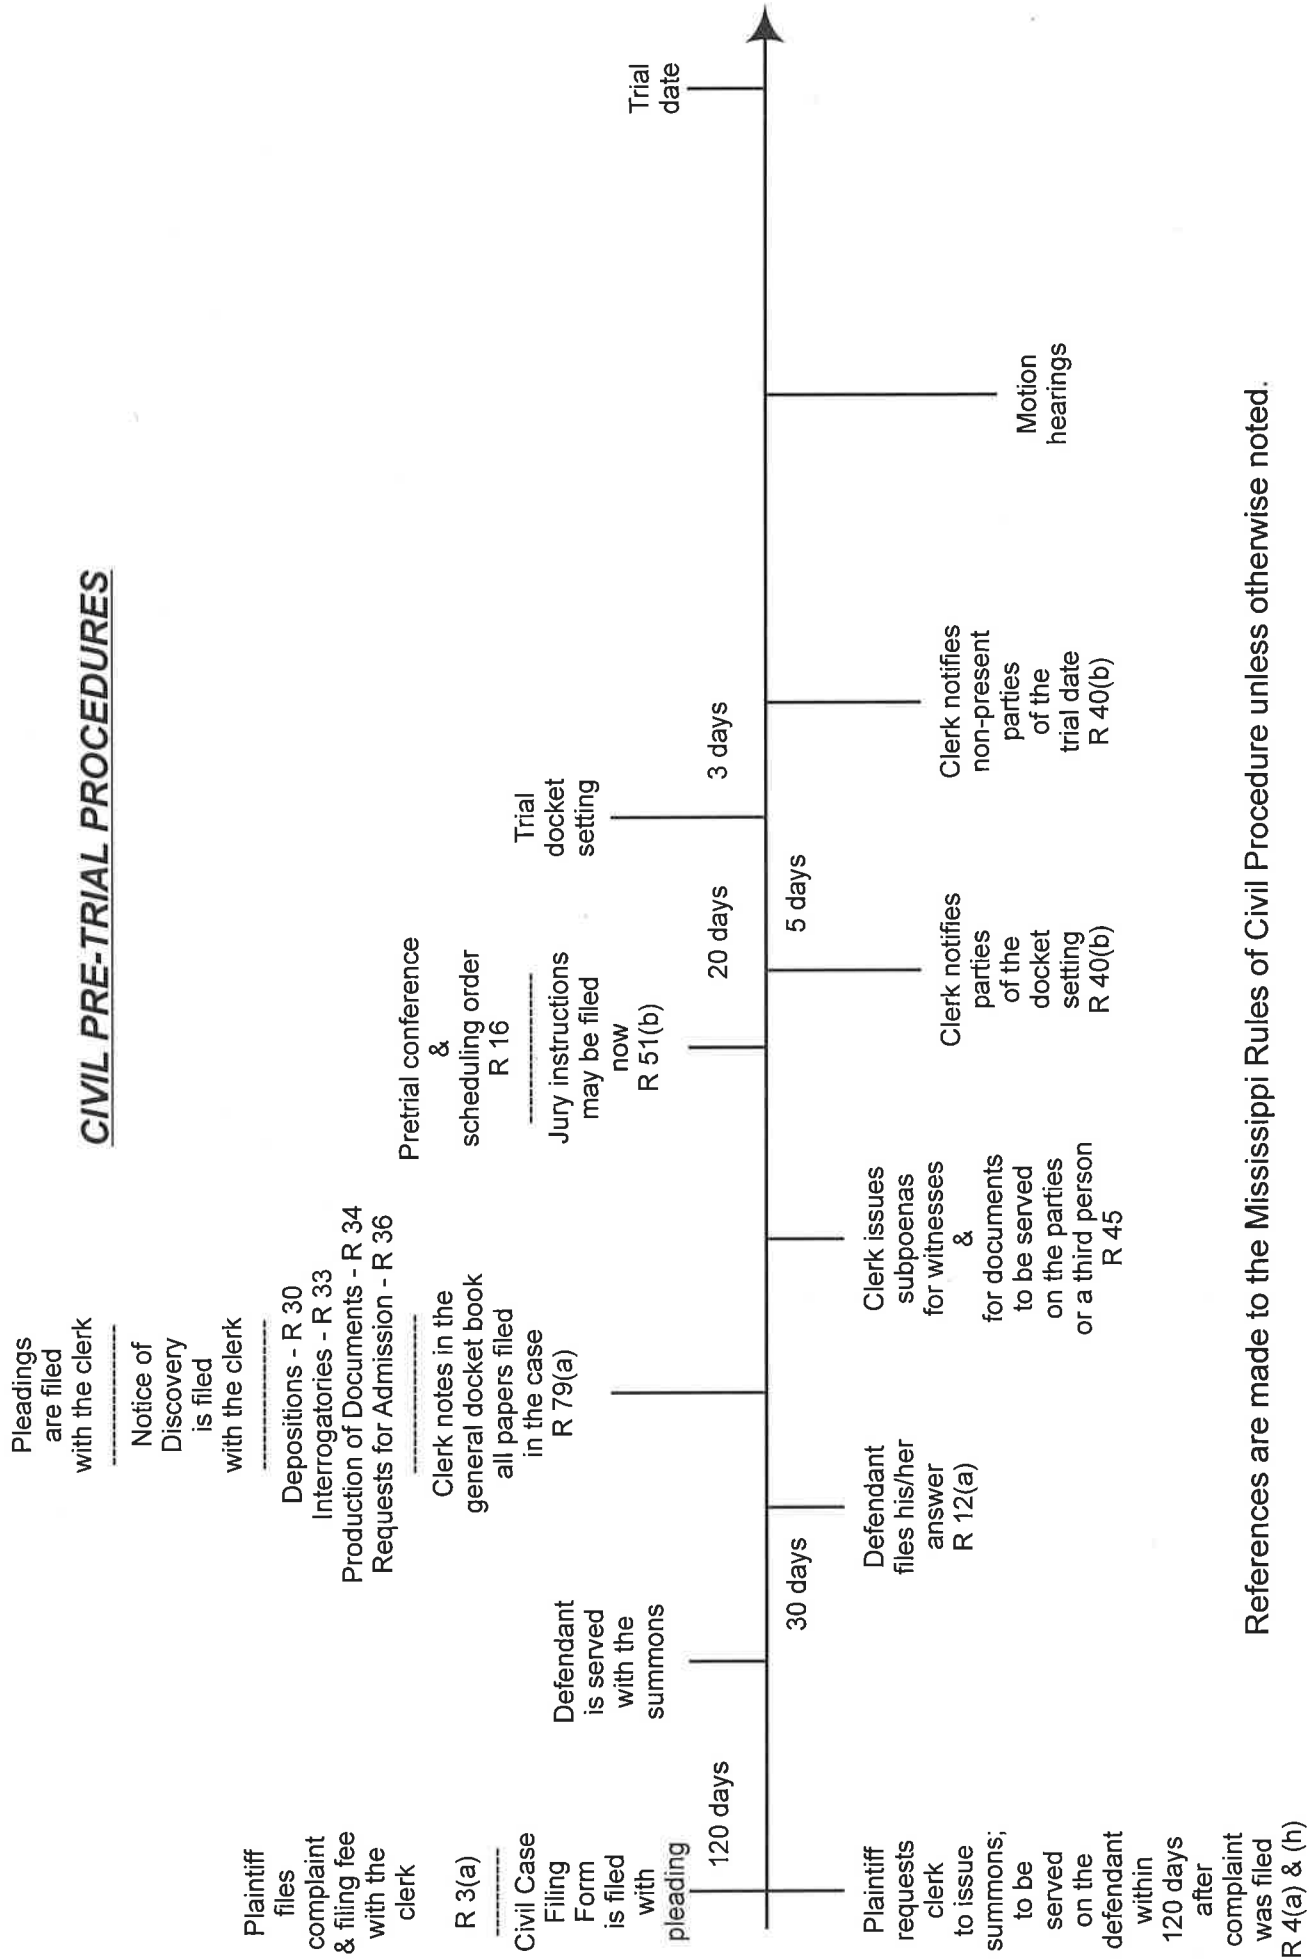 CIVIL PRE-TRIAL PROCEDURES
Plaintiff
files
complaint
& filing fee
with the
clerk
R 3(a)
----------
Civil Case
Filing
Form
is filed
with
pleading
120 days
Plaintiff
requests
clerk
to issue
summons;
to be
served
on the
defendant
within
120 days
after
complaint
was filed
R 4(a) & (h)
Defendant
is served
with the
summons
30 days
Defendant
files his/her
answer
R 12(a)
Pleadings
are filed
with the clerk
----------------
Notice of
Discovery
is filed
with the clerk
----------------
Depositions - R 30
Interrogatories - R 33
Production of Documents - R 34
Requests for Admission - R 36
----------------
Clerk notes in the
general docket book
all papers filed
in the case
R 79(a)
Clerk issues
subpoenas
for witnesses
&
for documents
to be served
on the parties
or a third person
R 45
Pretrial conference
&
scheduling order
R 16
----------------
Jury instructions
may be filed
now
R 51(b)
20 days
Clerk notifies
parties
of the
docket
setting
R 40(b)
5 days
Trial
docket
setting
3 days
Clerk notifies
non-present
parties
of the
trial date
R 40(b)
Motion
hearings
Trial
date
References are made to the Mississippi Rules of Civil Procedure unless otherwise noted.